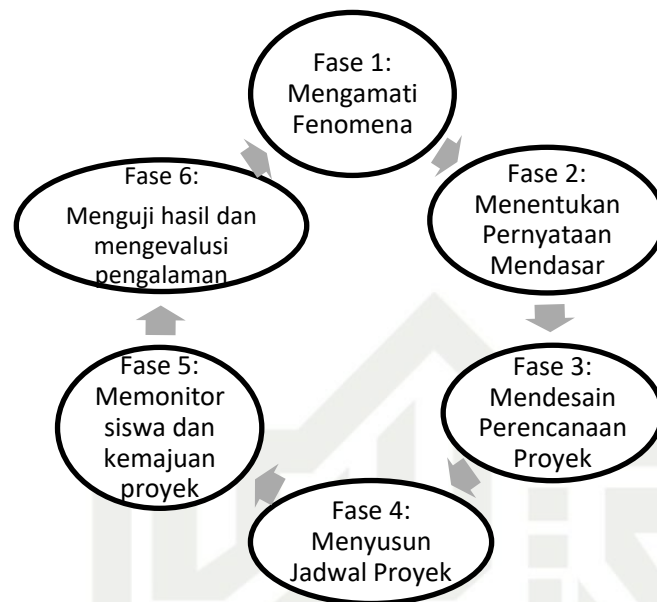 Fase 1:
Mengamati
Fenomena
Fase 2:
Menentukan
Pernyataan
Mendasar
Fase 3:
Mendesain
Perencanaan
Proyek
Fase 4:
Menyusun
Jadwal Proyek
Fase 5:
Memonitor
siswa dan
kemajuan
proyek
Fase 6:
Menguji hasil dan
mengevalusi
pengalaman